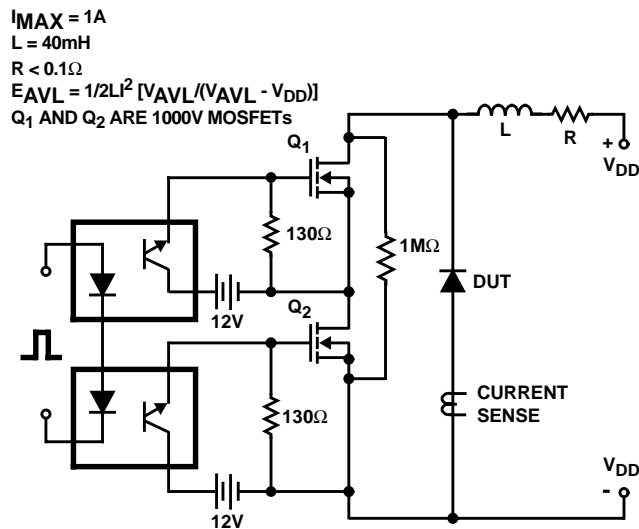 IMAX = 1A
L = 40mH
R < 0.1Ω
EAVL = 1/2LI² [VAVL/(VAVL - VDD)]
Q1 AND Q2 ARE 1000V MOSFETs
Q1
L
R
+
VDD
130Ω
1MΩ
DUT
12V
Q2
CURRENT
SENSE
130Ω
VDD
-
12V